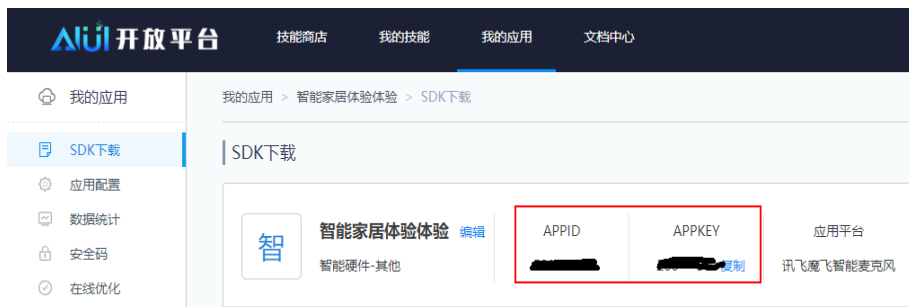 AIUI 开放平台 技能商店 我的技能 我的应用 文档中心
我的应用
我的应用 > 智能家居体验体验 > SDK下载
SDK下载
SDK下载
应用配置
数据统计
安全码
在线优化
智
智能家居体验体验 编辑
智能硬件-其他
APPID
APPKEY
复制
应用平台
讯飞魔飞智能麦克风